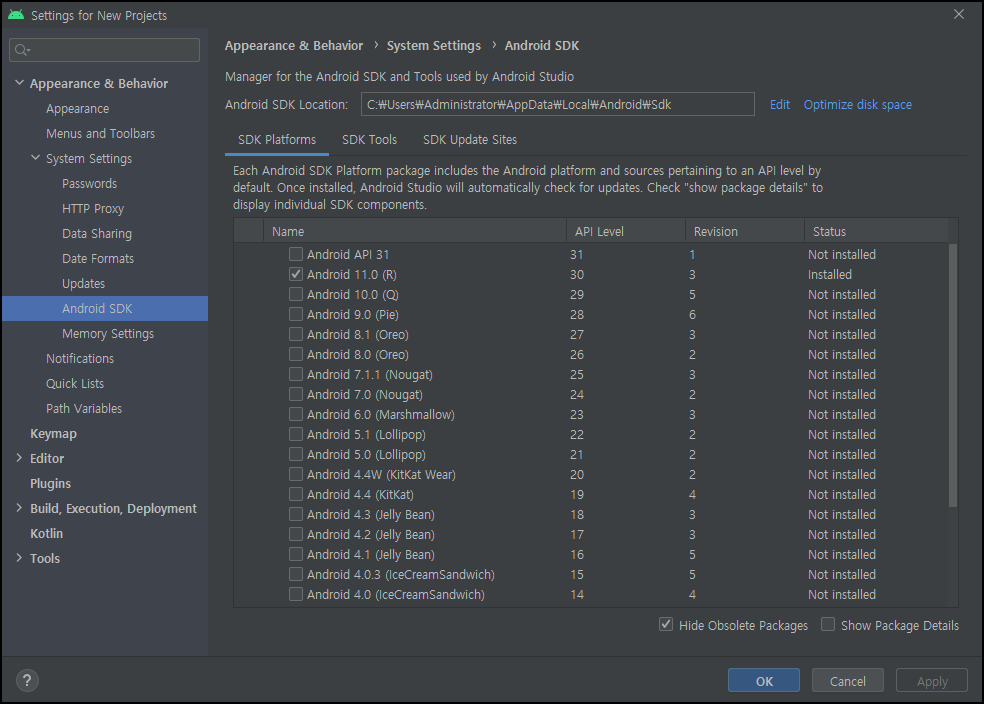 Settings for New Projects
Appearance & Behavior
Appearance
Menus and Toolbars
System Settings
Passwords
HTTP Proxy
Data Sharing
Date Formats
Updates
Android SDK
Memory Settings
Notifications
Quick Lists
Path Variables
Keymap
Editor
Plugins
Build, Execution, Deployment
Kotlin
Tools
Appearance & Behavior › System Settings › Android SDK
Manager for the Android SDK and Tools used by Android Studio
Android SDK Location: C:₩Users₩Administrator₩AppData₩Local₩Android₩Sdk Edit Optimize disk space
SDK Platforms SDK Tools SDK Update Sites
Each Android SDK Platform package includes the Android platform and sources pertaining to an API level by
default. Once installed, Android Studio will automatically check for updates. Check "show package details" to
display individual SDK components.
Name API Level Revision Status
Android API 31 31 1 Not installed
Android 11.0 (R) 30 3 Installed
Android 10.0 (Q) 29 5 Not installed
Android 9.0 (Pie) 28 6 Not installed
Android 8.1 (Oreo) 27 3 Not installed
Android 8.0 (Oreo) 26 2 Not installed
Android 7.1.1 (Nougat) 25 3 Not installed
Android 7.0 (Nougat) 24 2 Not installed
Android 6.0 (Marshmallow) 23 3 Not installed
Android 5.1 (Lollipop) 22 2 Not installed
Android 5.0 (Lollipop) 21 2 Not installed
Android 4.4W (KitKat Wear) 20 2 Not installed
Android 4.4 (KitKat) 19 4 Not installed
Android 4.3 (Jelly Bean) 18 3 Not installed
Android 4.2 (Jelly Bean) 17 3 Not installed
Android 4.1 (Jelly Bean) 16 5 Not installed
Android 4.0.3 (IceCreamSandwich) 15 5 Not installed
Android 4.0 (IceCreamSandwich) 14 4 Not installed
Hide Obsolete Packages Show Package Details
? OK Cancel Apply